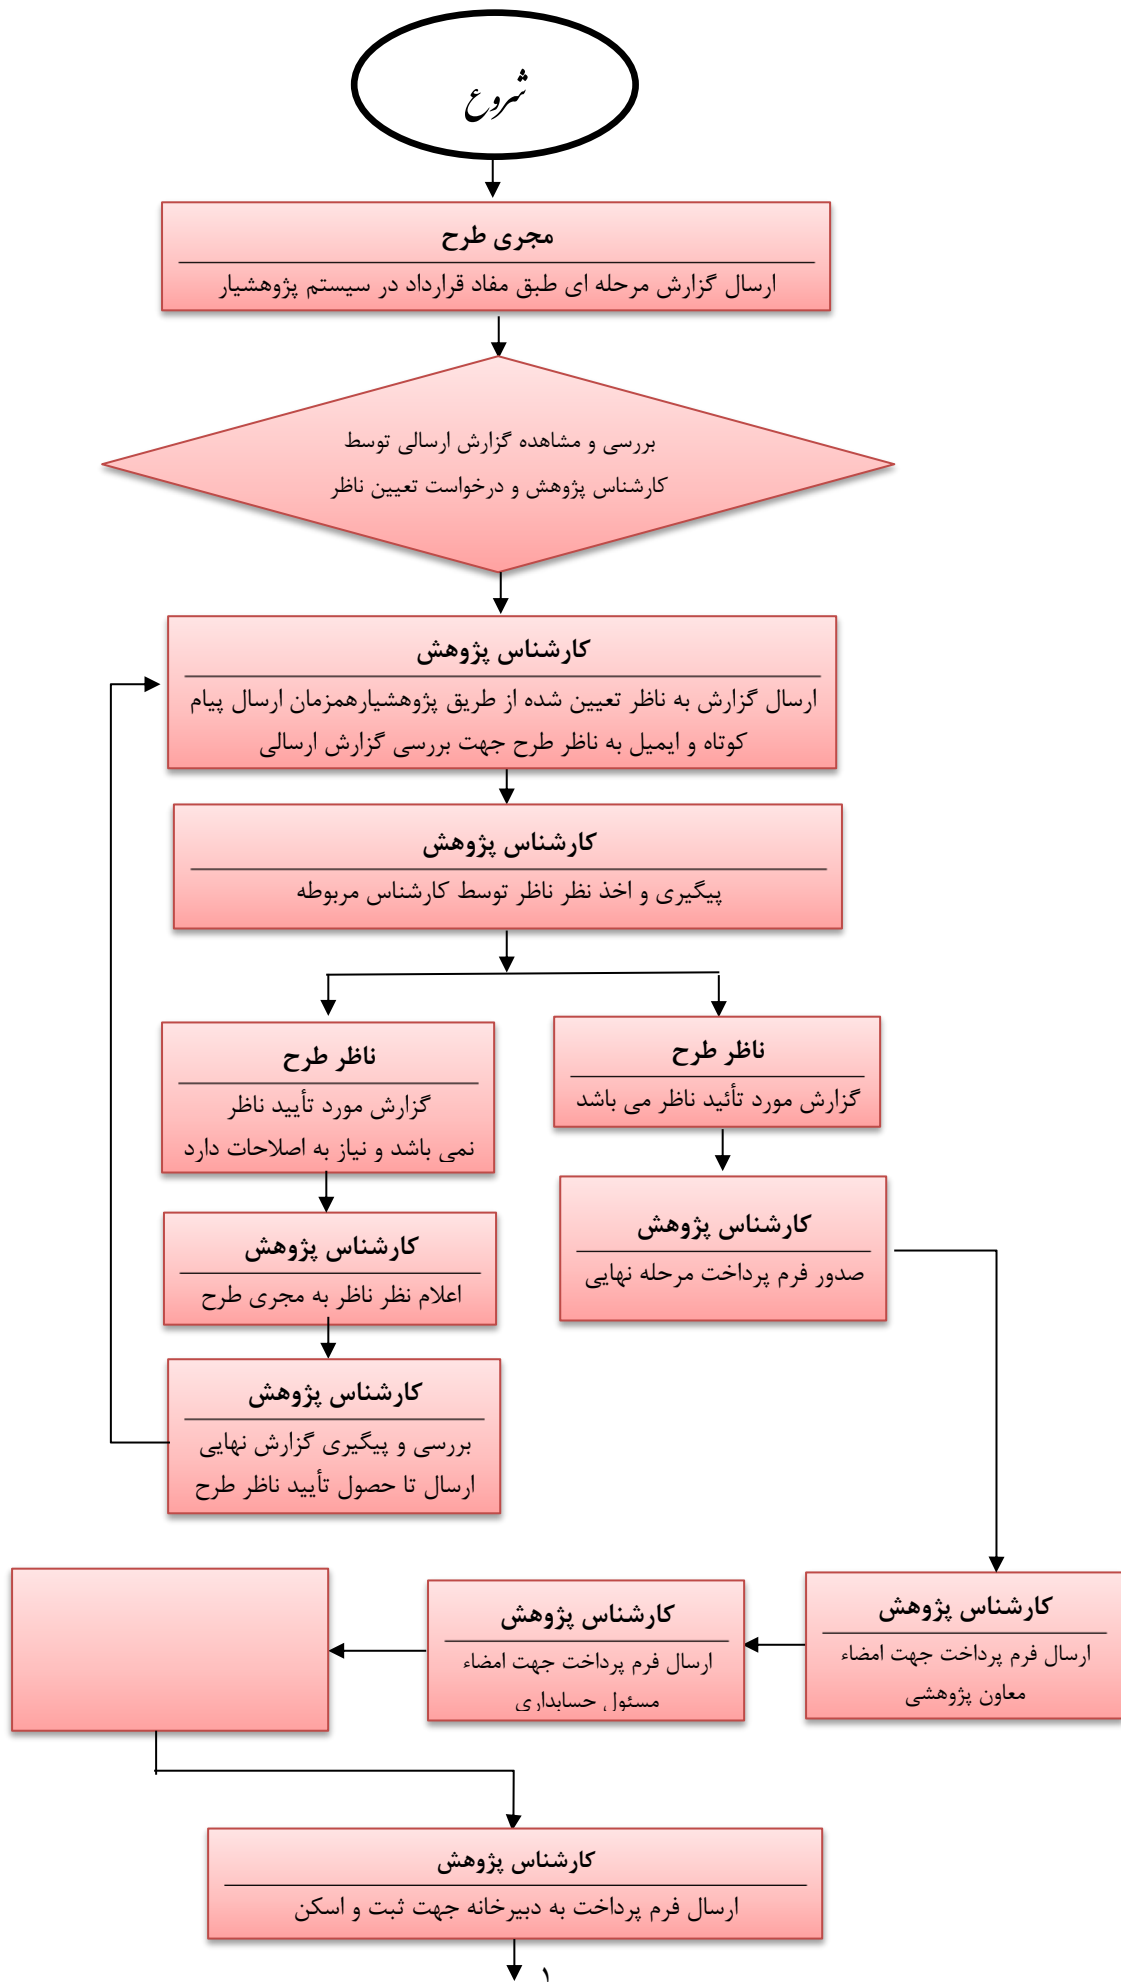 شروع
مجری طرح
ارسال گزارش مرحله ای طبق مفاد قرارداد در سیستم پژوهشیار
بررسی و مشاهده گزارش ارسالی توسط
کارشناس پژوهش و درخواست تعیین ناظر
کارشناس پژوهش
ارسال گزارش به ناظر تعیین شده از طریق پژوهشیارهمزمان ارسال پیام
کوتاه و ایمیل به ناظر طرح جهت بررسی گزارش ارسالی
کارشناس پژوهش
پیگیری و اخذ نظر ناظر توسط کارشناس مربوطه
ناظر طرح
گزارش مورد تأئید ناظر می باشد
ناظر طرح
گزارش مورد تأیید ناظر
نمی باشد و نیاز به اصلاحات دارد
کارشناس پژوهش
صدور فرم پرداخت مرحله نهایی
کارشناس پژوهش
اعلام نظر ناظر به مجری طرح
کارشناس پژوهش
بررسی و پیگیری گزارش نهایی
ارسال تا حصول تأیید ناظر طرح
کارشناس پژوهش
ارسال فرم پرداخت جهت امضاء
معاون پژوهشی
کارشناس پژوهش
ارسال فرم پرداخت جهت امضاء
مسئول حسابداری
کارشناس پژوهش
ارسال فرم پرداخت به دبیرخانه جهت ثبت و اسکن
۱